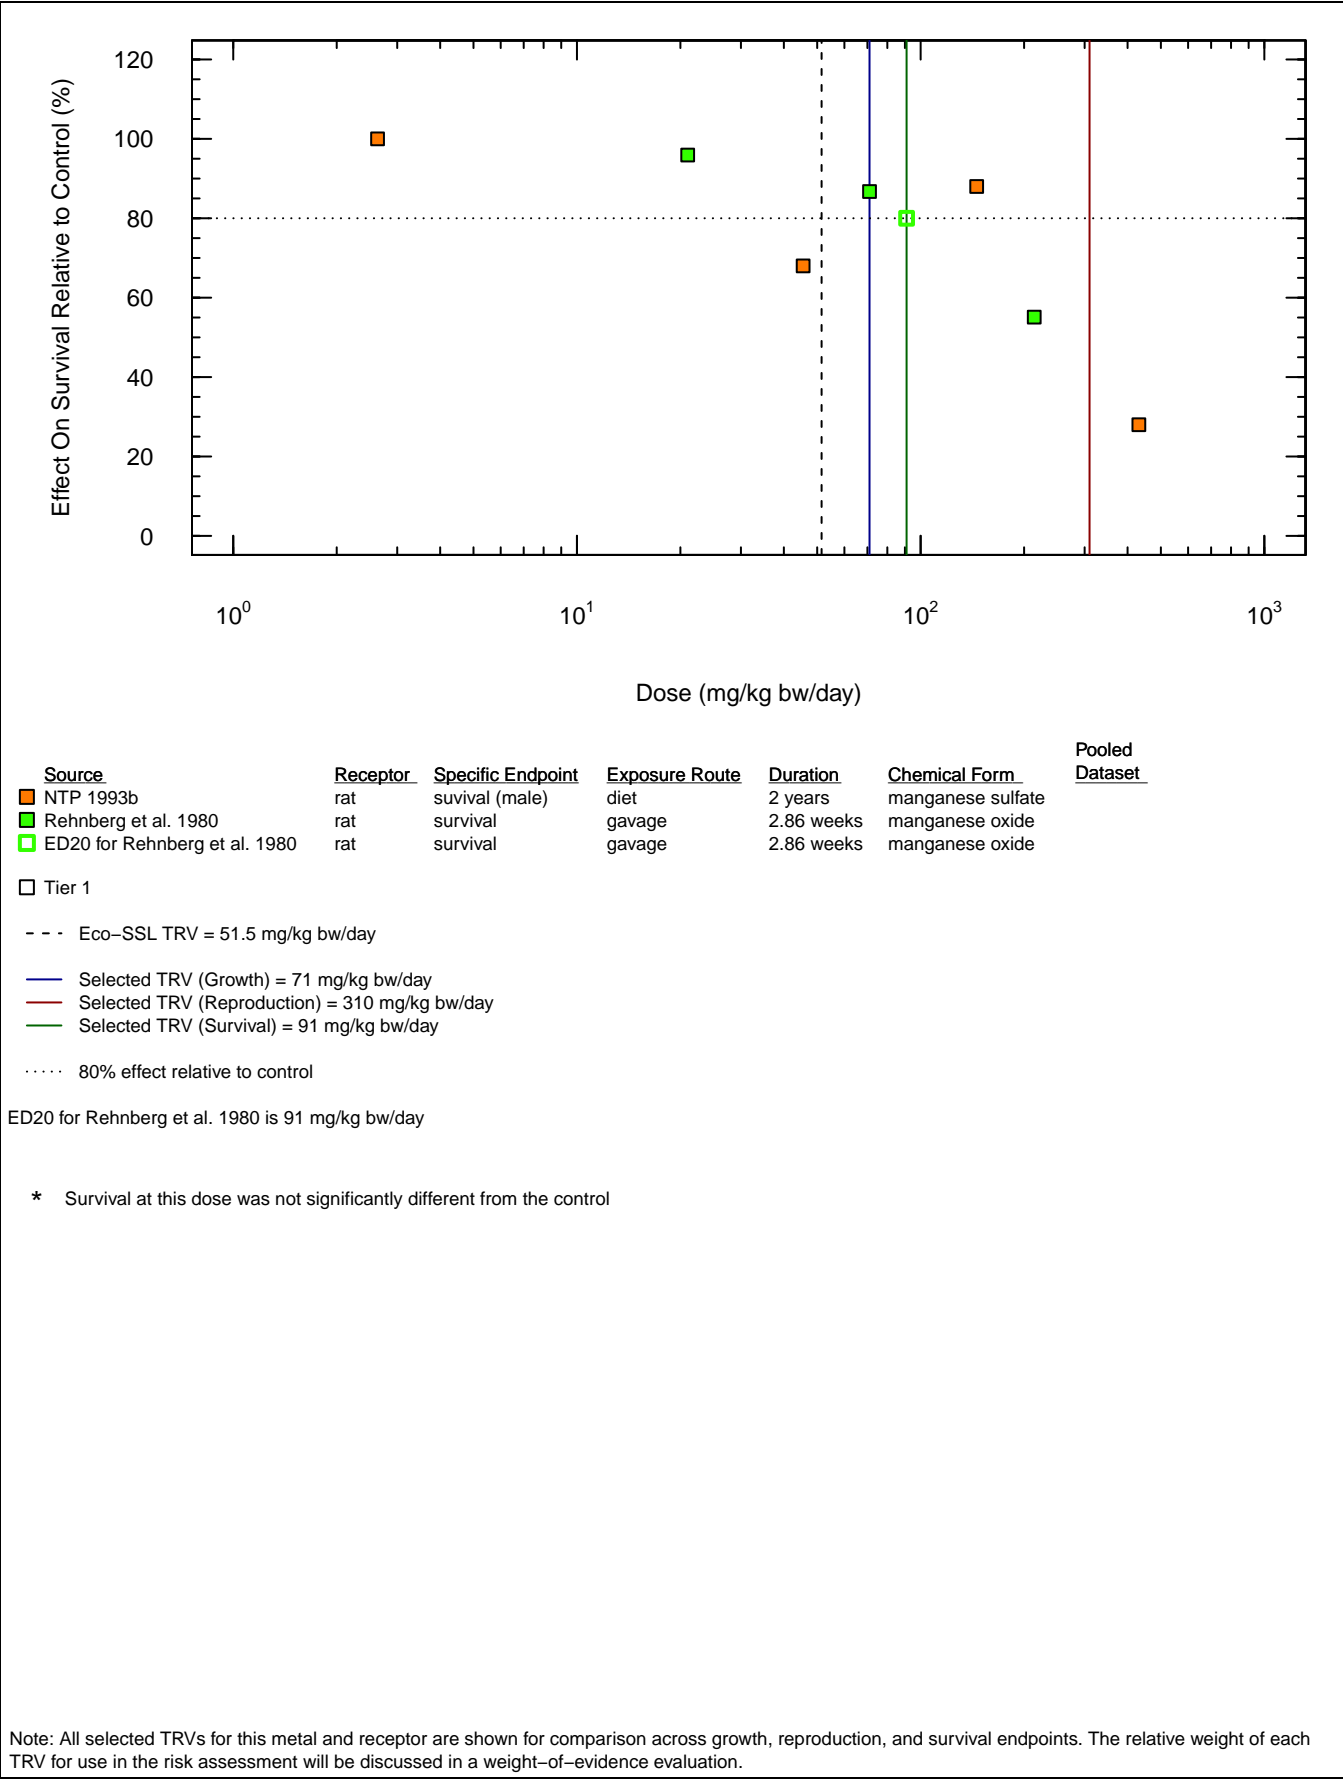 Effect On Survival Relative to Control (%)
120
100
80
60
40
20
0
10^0 10^1 10^2 10^3
Dose (mg/kg bw/day)
Pooled
Source Receptor Specific Endpoint Exposure Route Duration Chemical Form Dataset
NTP 1993b rat suvival (male) diet 2 years manganese sulfate
Rehnberg et al. 1980 rat survival gavage 2.86 weeks manganese oxide
ED20 for Rehnberg et al. 1980 rat survival gavage 2.86 weeks manganese oxide
Tier 1
Eco−SSL TRV = 51.5 mg/kg bw/day
Selected TRV (Growth) = 71 mg/kg bw/day
Selected TRV (Reproduction) = 310 mg/kg bw/day
Selected TRV (Survival) = 91 mg/kg bw/day
80% effect relative to control
ED20 for Rehnberg et al. 1980 is 91 mg/kg bw/day
* Survival at this dose was not significantly different from the control
Note: All selected TRVs for this metal and receptor are shown for comparison across growth, reproduction, and survival endpoints. The relative weight of each
TRV for use in the risk assessment will be discussed in a weight−of−evidence evaluation.